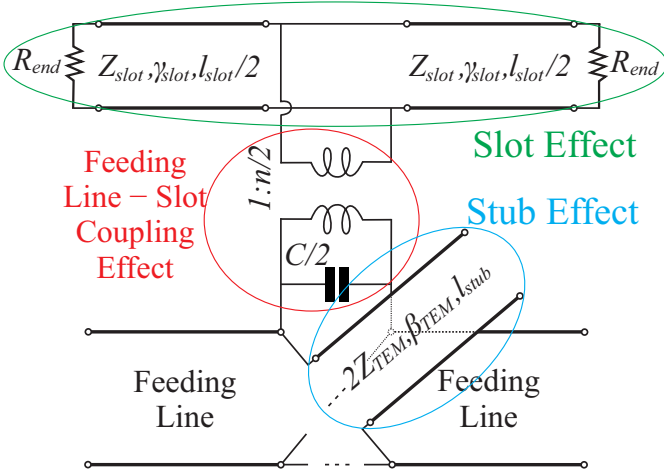 R_end
Z_slot,γ_slot,l_slot/2
Z_slot,γ_slot,l_slot/2
R_end
Slot Effect
Feeding
Line – Slot
Coupling
Effect
1:n/2
Stub Effect
C/2
2Z_TEM,β_TEM,l_stub
Feeding
Line
Feeding
Line